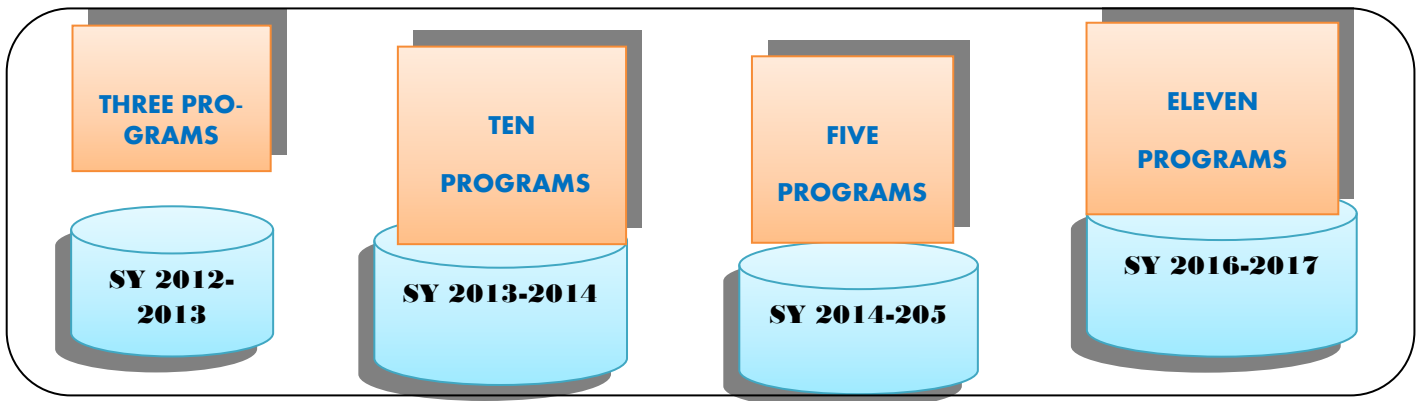 THREE PRO-
GRAMS
TEN
PROGRAMS
FIVE
PROGRAMS
ELEVEN
PROGRAMS
SY 2012-
2013
SY 2013-2014
SY 2014-205
SY 2016-2017